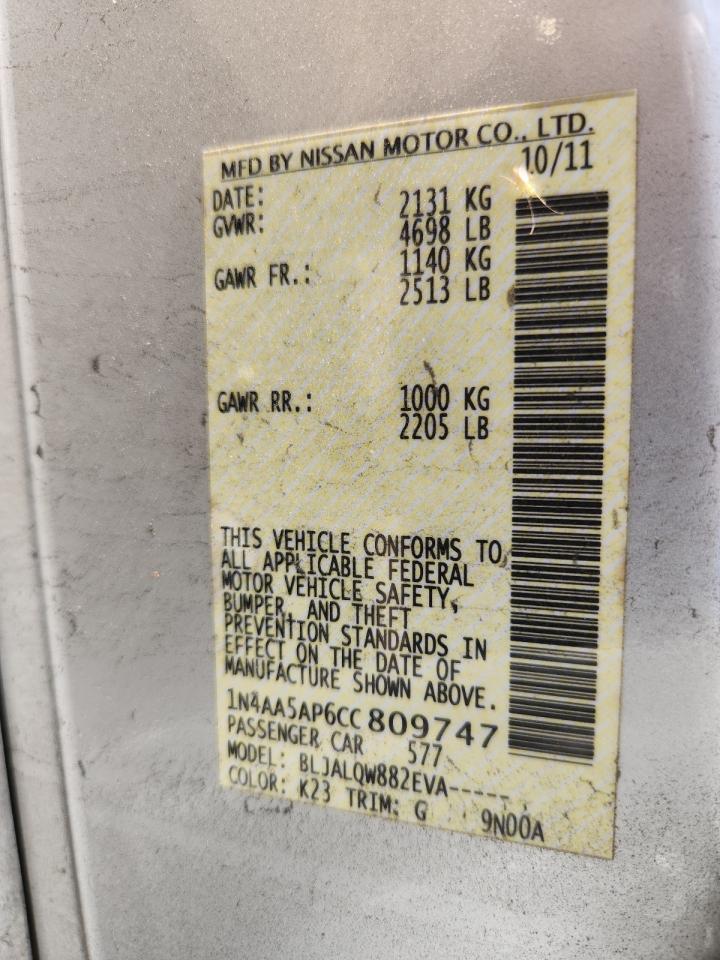 MFD BY NISSAN MOTOR CO., LTD.
DATE: 10/11
GVWR: 2131 KG
4698 LB
GAWR FR.: 1140 KG
2513 LB
GAWR RR.: 1000 KG
2205 LB
THIS VEHICLE CONFORMS TO
ALL APPLICABLE FEDERAL
MOTOR VEHICLE SAFETY,
BUMPER, AND THEFT
PREVENTION STANDARDS IN
EFFECT ON THE DATE OF
MANUFACTURE SHOWN ABOVE.
1N4AA5AP6CC 809747
PASSENGER CAR 577
MODEL: BLJALQW882EVA-----
COLOR: K23 TRIM: G 9N00A